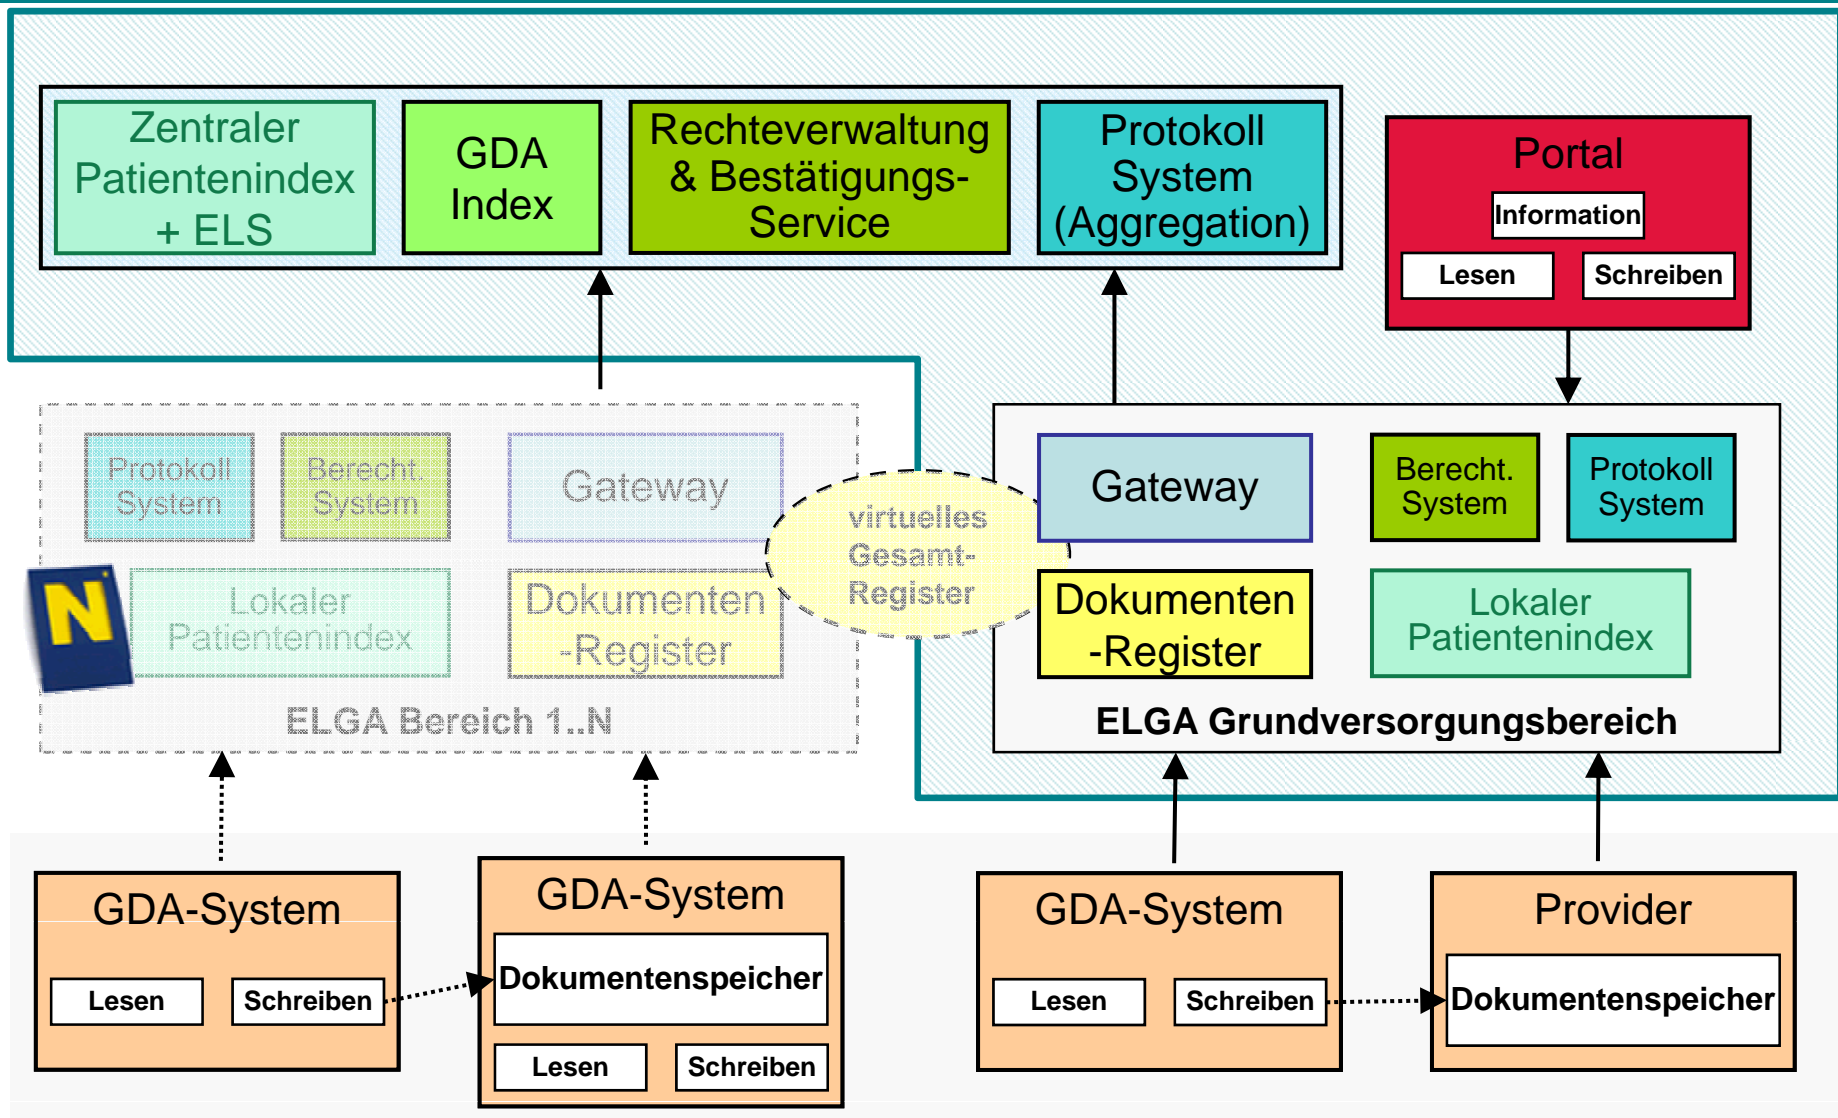 Zentraler
Patientenindex
+ ELS
GDA
Index
Rechteverwaltung
& Bestätigungs-
Service
Protokoll
System
(Aggregation)
Portal
Information
Lesen
Schreiben
Protokoll
System
Berecht.
System
Gateway
Lokaler
Patientenindex
Dokumenten
-Register
ELGA Bereich 1..N
N
virtuelles
Gesamt-
Register
Gateway
Berecht.
System
Protokoll
System
Dokumenten
-Register
Lokaler
Patientenindex
ELGA Grundversorgungsbereich
GDA-System
Lesen
Schreiben
GDA-System
Dokumentenspeicher
Lesen
Schreiben
GDA-System
Lesen
Schreiben
Provider
Dokumentenspeicher